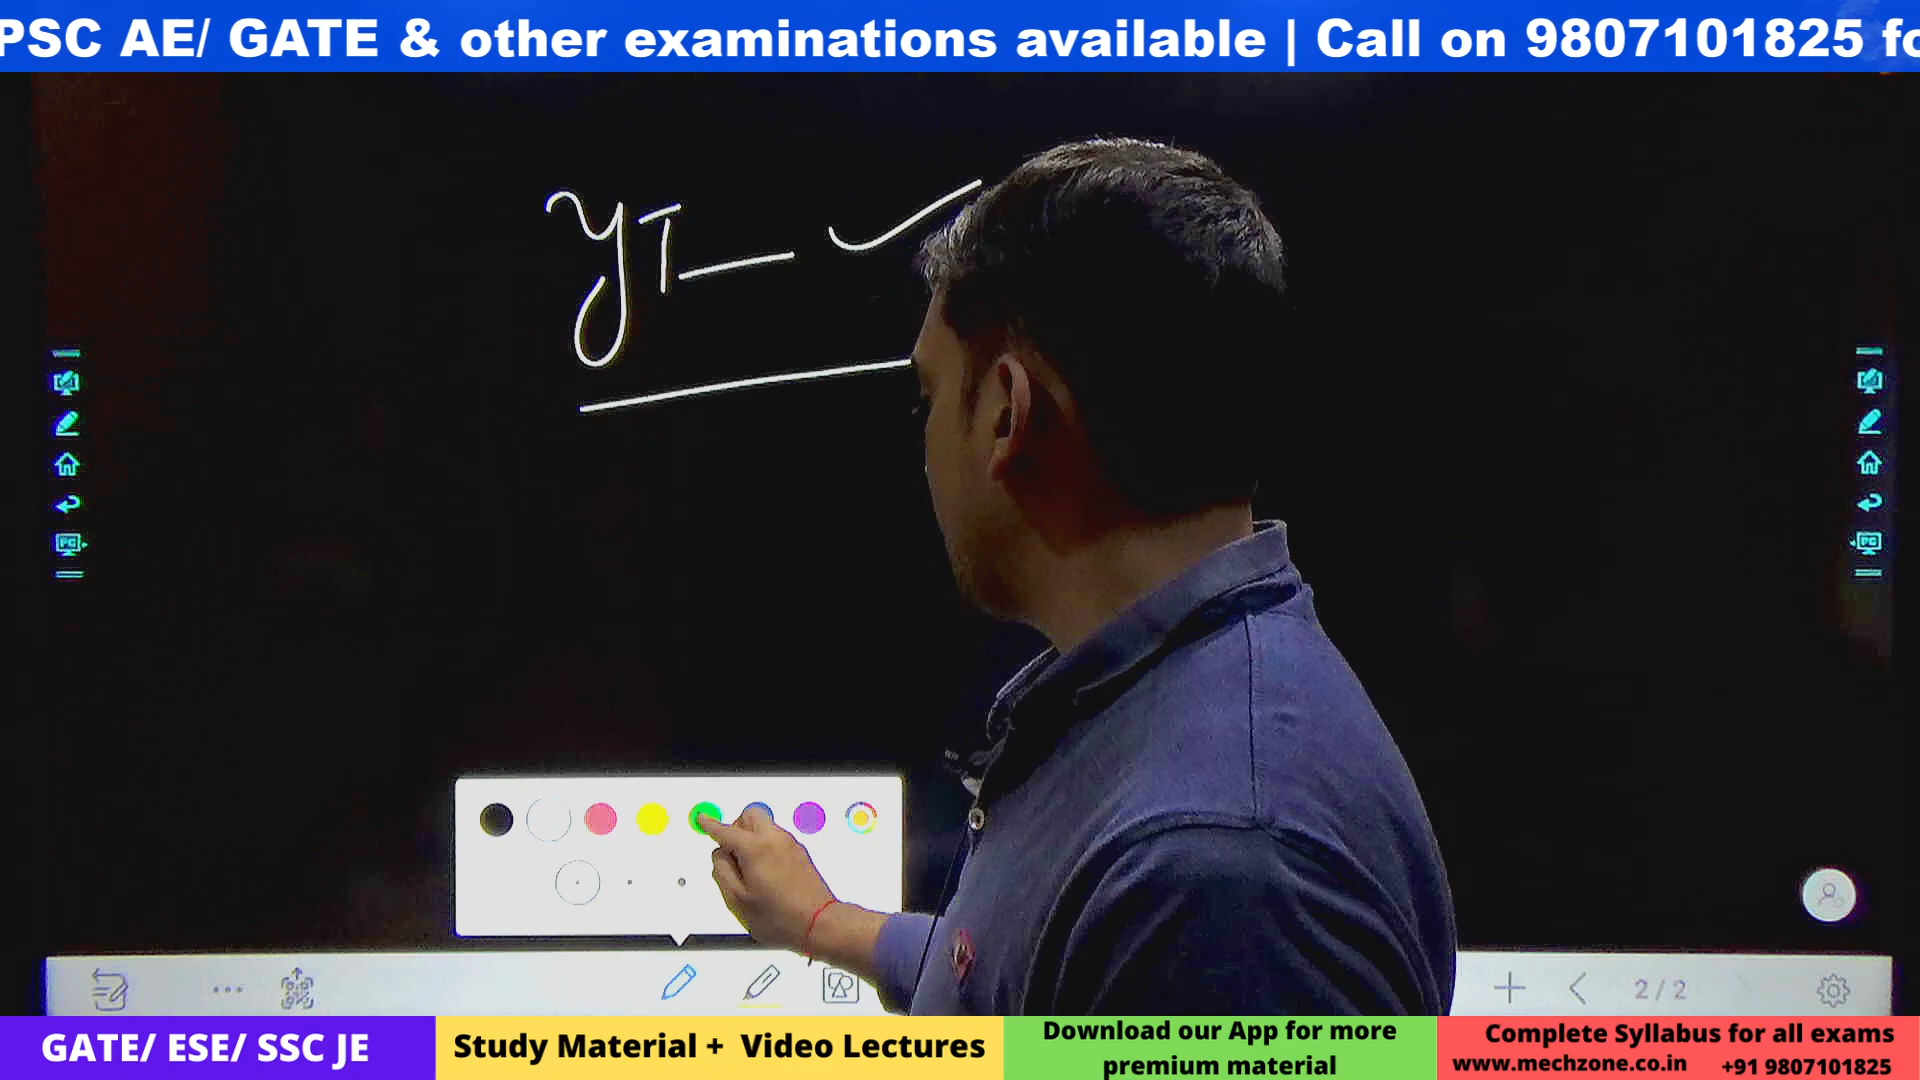 PSC AE/ GATE & other examinations available | Call on 9807101825 fo
YT —
PC
PC
2/2
GATE/ ESE/ SSC JE
Study Material + Video Lectures
Download our App for more
premium material
Complete Syllabus for all exams
www.mechzone.co.in +91 9807101825